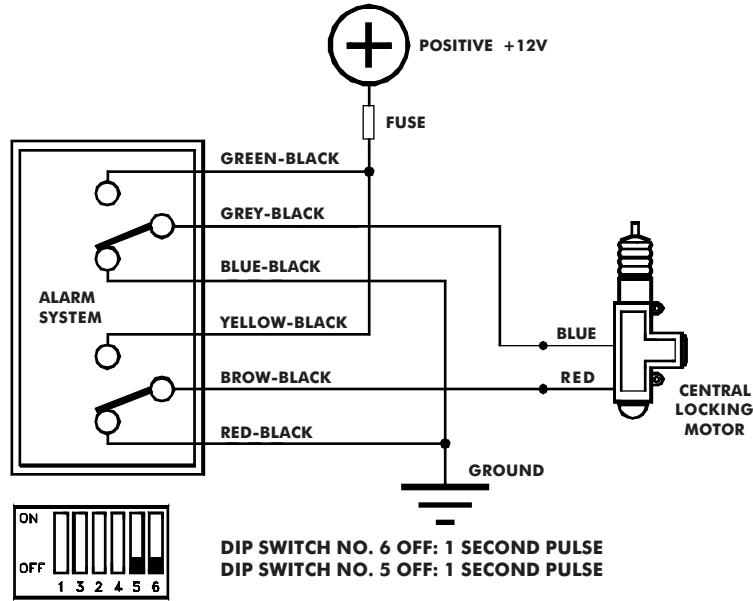 POSITIVE +12V
FUSE
GREEN-BLACK
GREY-BLACK
BLUE-BLACK
ALARM
SYSTEM
YELLOW-BLACK
BLUE
BROW-BLACK
RED
CENTRAL
LOCKING
MOTOR
RED-BLACK
GROUND
ON
OFF
1 3 2 4 5 6
DIP SWITCH NO. 6 OFF: 1 SECOND PULSE
DIP SWITCH NO. 5 OFF: 1 SECOND PULSE